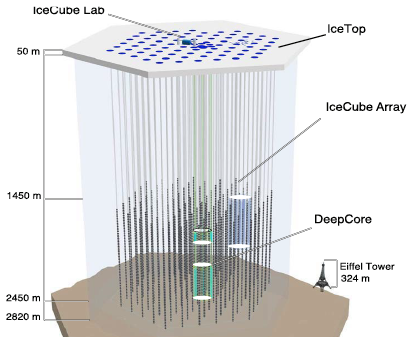 IceCube Lab
IceTop
50 m
IceCube Array
1450 m
DeepCore
Eiffel Tower
324 m
2450 m
2820 m